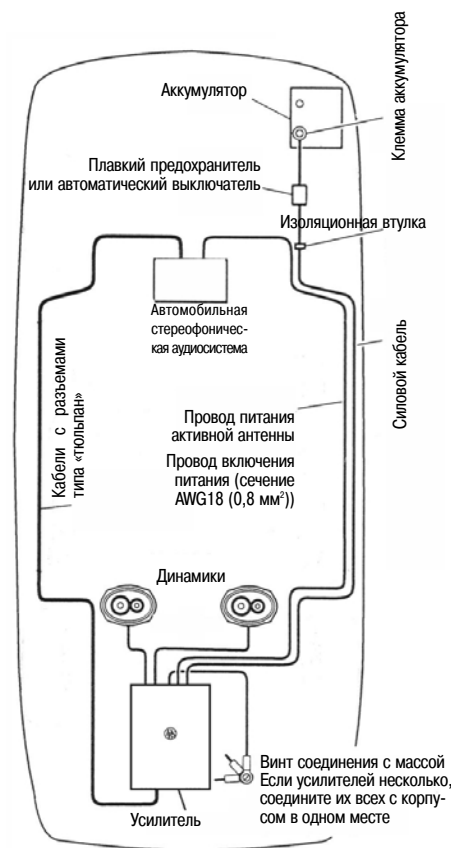 Аккумулятор
Клемма аккумулятора
Плавкий предохранитель
или автоматический выключатель
Изоляционная втулка
Автомобильная
стереофоничес-
кая аудиосистема
Силовой кабель
Кабели с разъемами
типа «тюльпан»
Провод питания
активной антенны
Провод включения
питания (сечение
AWG18 (0,8 мм²))
Динамики
Винт соединения с массой
Если усилителей несколько,
соедините их всех с корпу-
сом в одном месте
Усилитель